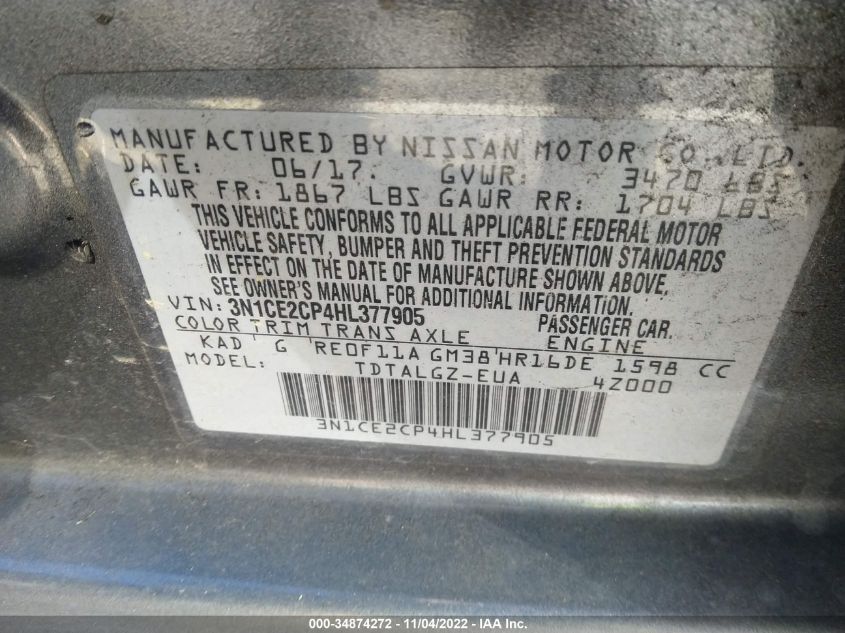 MANUFACTURED BY NISSAN MOTOR CO.,LTD.
DATE: 06/17. GVWR: 3470 LBS
GAWR FR: 1867 LBS GAWR RR: 1704 LBS
THIS VEHICLE CONFORMS TO ALL APPLICABLE FEDERAL MOTOR
VEHICLE SAFETY, BUMPER AND THEFT PREVENTION STANDARDS
IN EFFECT ON THE DATE OF MANUFACTURE SHOWN ABOVE.
SEE OWNER'S MANUAL FOR ADDITIONAL INFORMATION.
VIN: 3N1CE2CP4HL377905 PASSENGER CAR.
COLOR TRIM TRANS AXLE ENGINE
KAD G RE0F11A GM38 HR16DE 1598 CC
MODEL: TDTALGZ-EUA 4Z000
3N1CE2CP4HL377905
000-34874272 - 11/04/2022 - IAA Inc.